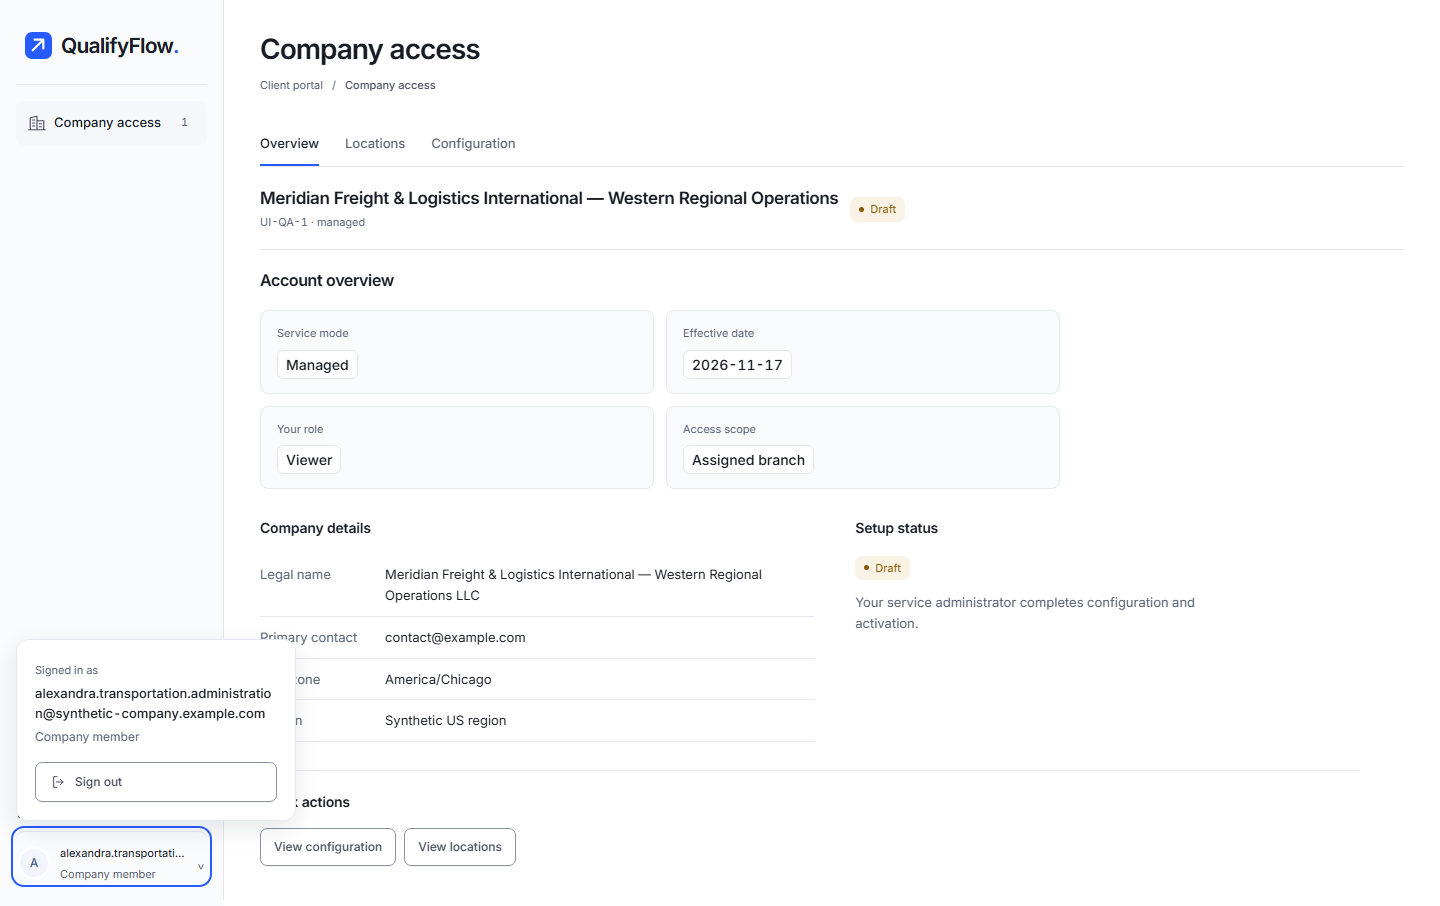 QualifyFlow.
Company access 1
Company access
Client portal / Company access
Overview Locations Configuration
Meridian Freight & Logistics International — Western Regional Operations
Draft
UI-QA-1 · managed
Account overview
Service mode
Managed
Effective date
2026-11-17
Your role
Viewer
Access scope
Assigned branch
Company details
Legal name
Meridian Freight & Logistics International — Western Regional
Operations LLC
Primary contact
contact@example.com
one
America/Chicago
n
Synthetic US region
Setup status
Draft
Your service administrator completes configuration and
activation.
k actions
View configuration
View locations
Signed in as
alexandra.transportation.administratio
n@synthetic-company.example.com
Company member
Sign out
A
alexandra.transportati...
Company member